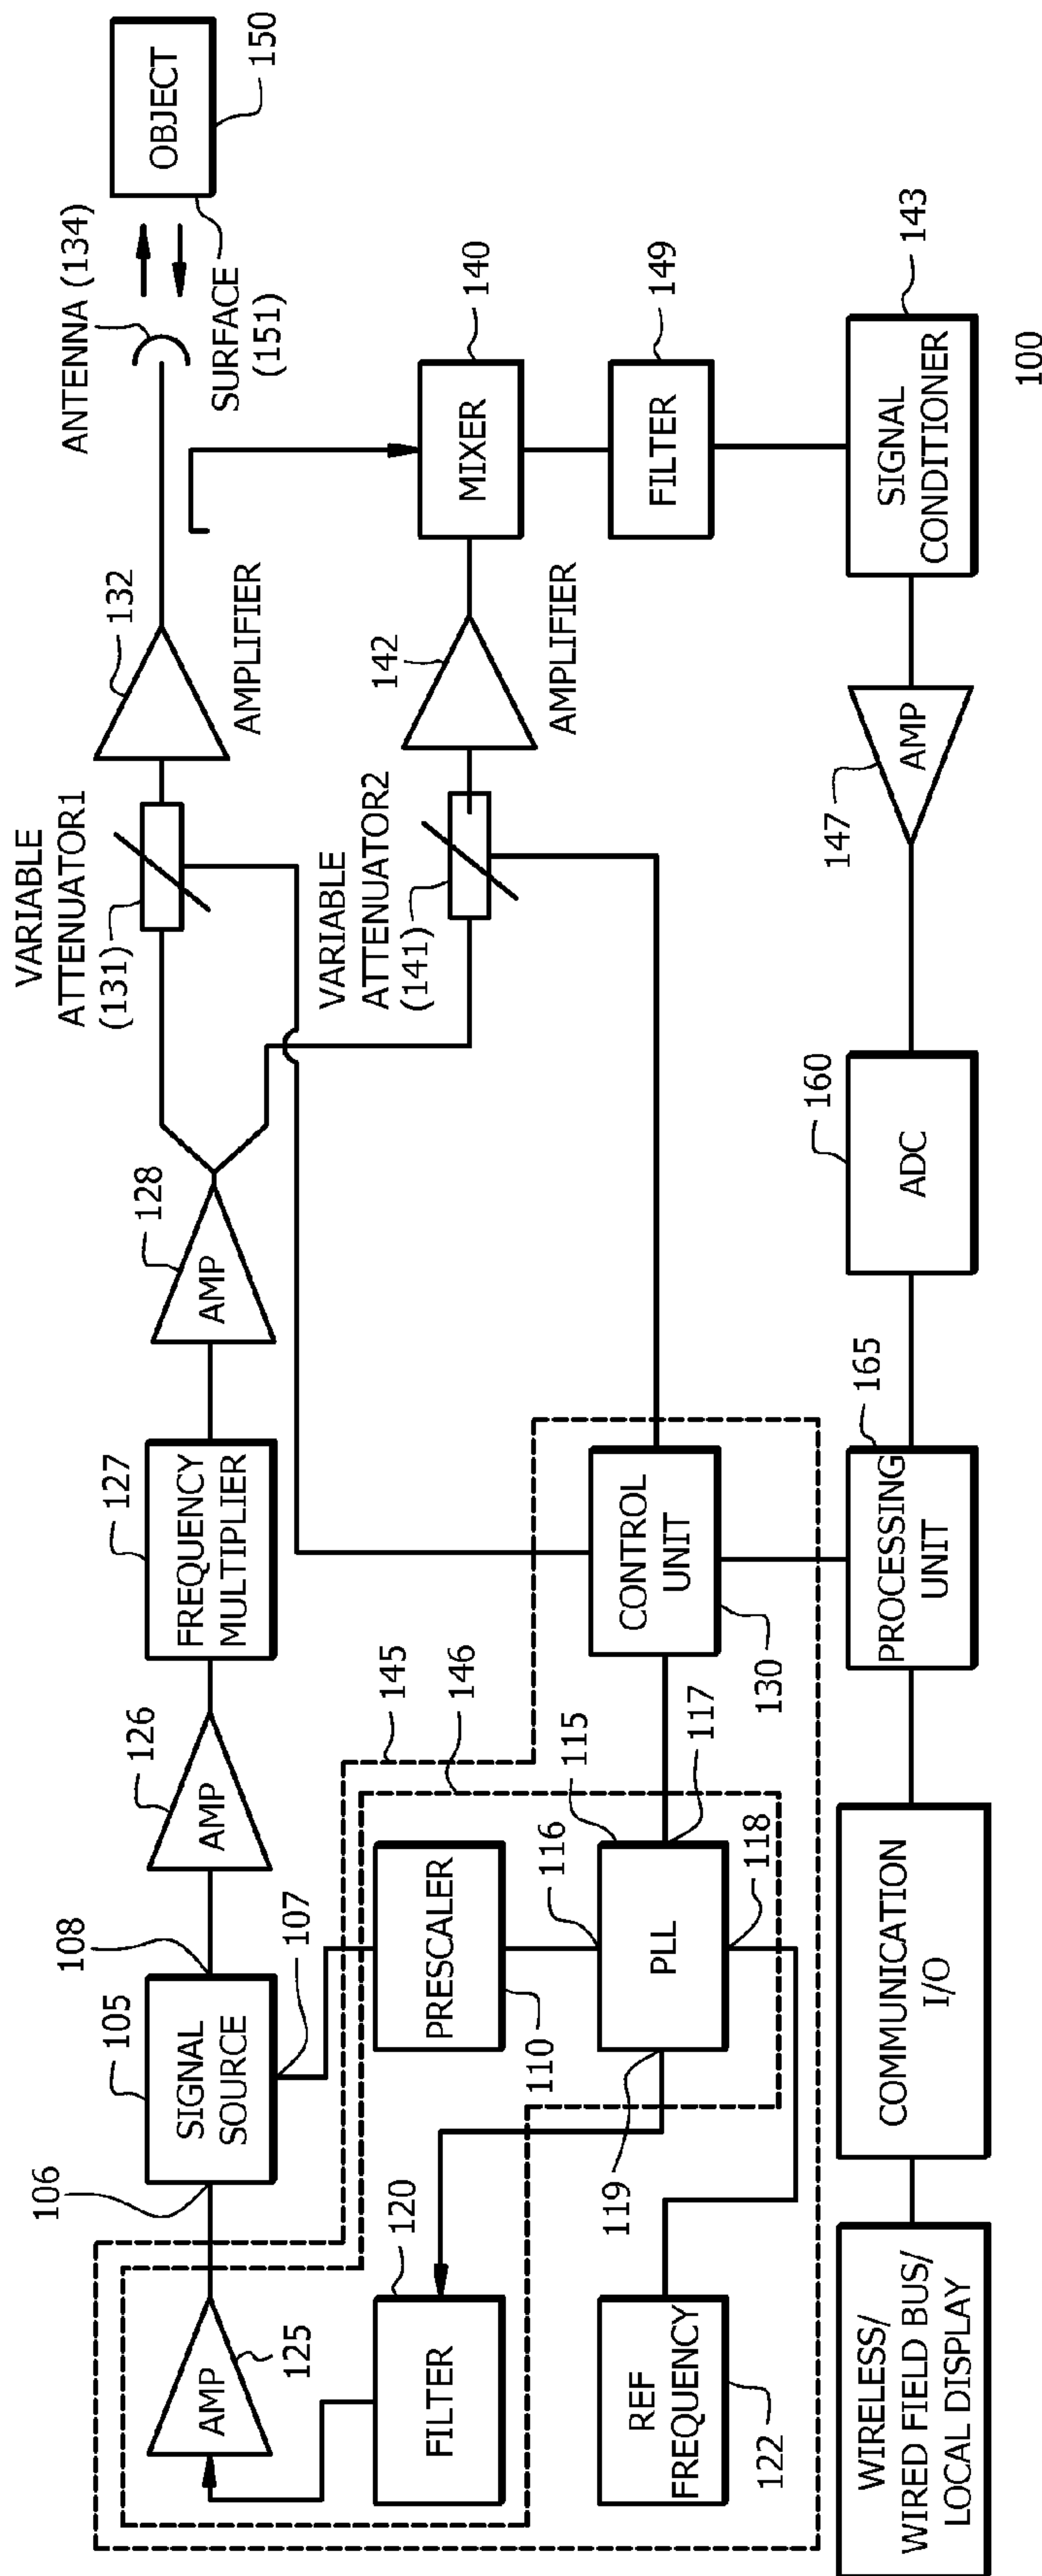 VARIABLE
ATTENUATOR1
(131)
132
AMPLIFIER
ANTENNA (134)
OBJECT
150
SURFACE
(151)
106
105
SIGNAL
SOURCE
108
107
126
AMP
127
FREQUENCY
MULTIPLIER
128
AMP
VARIABLE
ATTENUATOR2
(141)
142
AMPLIFIER
MIXER
140
FILTER
149
AMP
125
120
FILTER
145
146
PRESCALER
110
116
115
PLL
117
118
119
REF
FREQUENCY
122
CONTROL
UNIT
130
SIGNAL
CONDITIONER
143
147
AMP
160
ADC
165
PROCESSING
UNIT
COMMUNICATION
I/O
WIRELESS/
WIRED FIELD BUS/
LOCAL DISPLAY
100